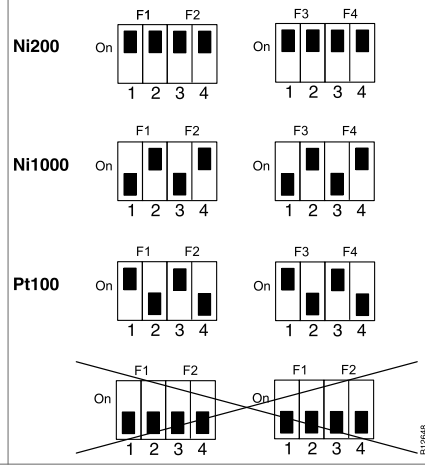 F1 F2 F3 F4
Ni200 On On
1 2 3 4 1 2 3 4
F1 F2 F3 F4
Ni1000 On On
1 2 3 4 1 2 3 4
F1 F2 F3 F4
Pt100 On On
1 2 3 4 1 2 3 4
F1 F2 F1 F2
On On
1 2 3 4 1 2 3 4
B12648